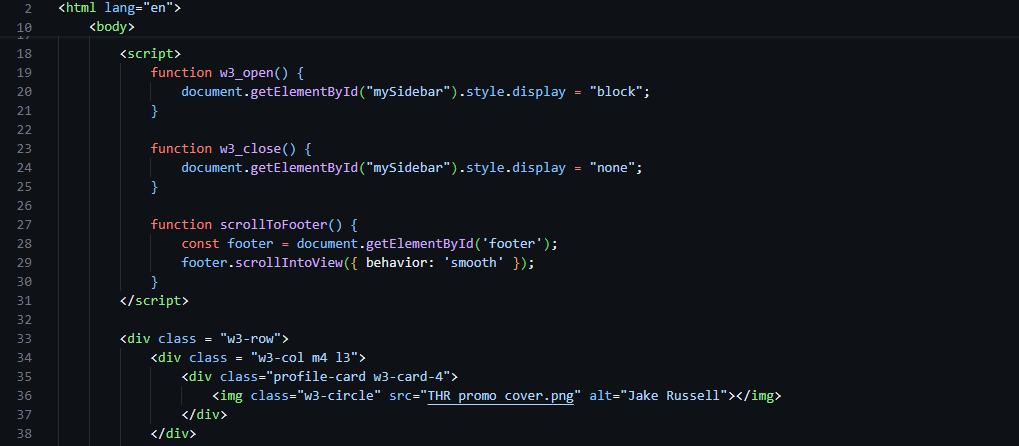 2 <html lang="en">
10 <body>
17
18 <script>
19 function w3_open() {
20 document.getElementById("mySidebar").style.display = "block";
21 }
22
23 function w3_close() {
24 document.getElementById("mySidebar").style.display = "none";
25 }
26
27 function scrollToFooter() {
28 const footer = document.getElementById('footer');
29 footer.scrollIntoView({ behavior: 'smooth' });
30 }
31 </script>
32
33 <div class = "w3-row">
34 <div class = "w3-col m4 l3">
35 <div class="profile-card w3-card-4">
36 <img class="w3-circle" src="THR promo cover.png" alt="Jake Russell"></img>
37 </div>
38 </div>